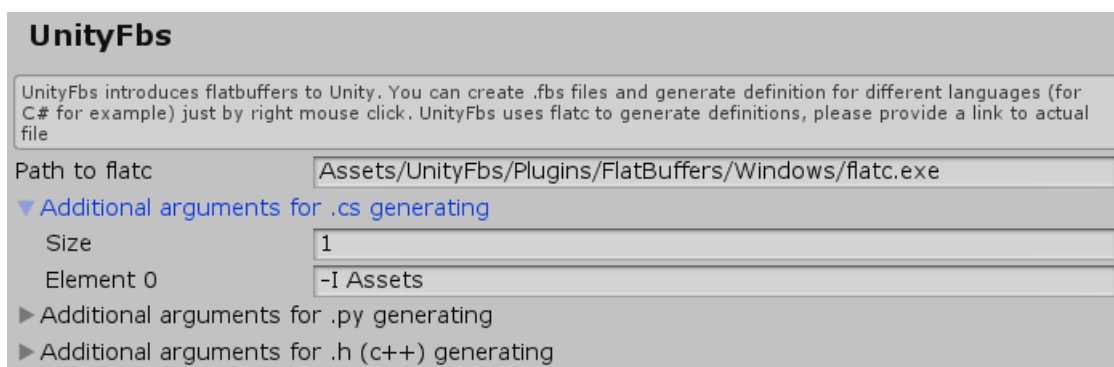 UnityFbs
UnityFbs introduces flatbuffers to Unity. You can create .fbs files and generate definition for different languages (for
C# for example) just by right mouse click. UnityFbs uses flatc to generate definitions, please provide a link to actual
file
Path to flatc Assets/UnityFbs/Plugins/FlatBuffers/Windows/flatc.exe
Additional arguments for .cs generating
Size 1
Element 0 -I Assets
Additional arguments for .py generating
Additional arguments for .h (c++) generating